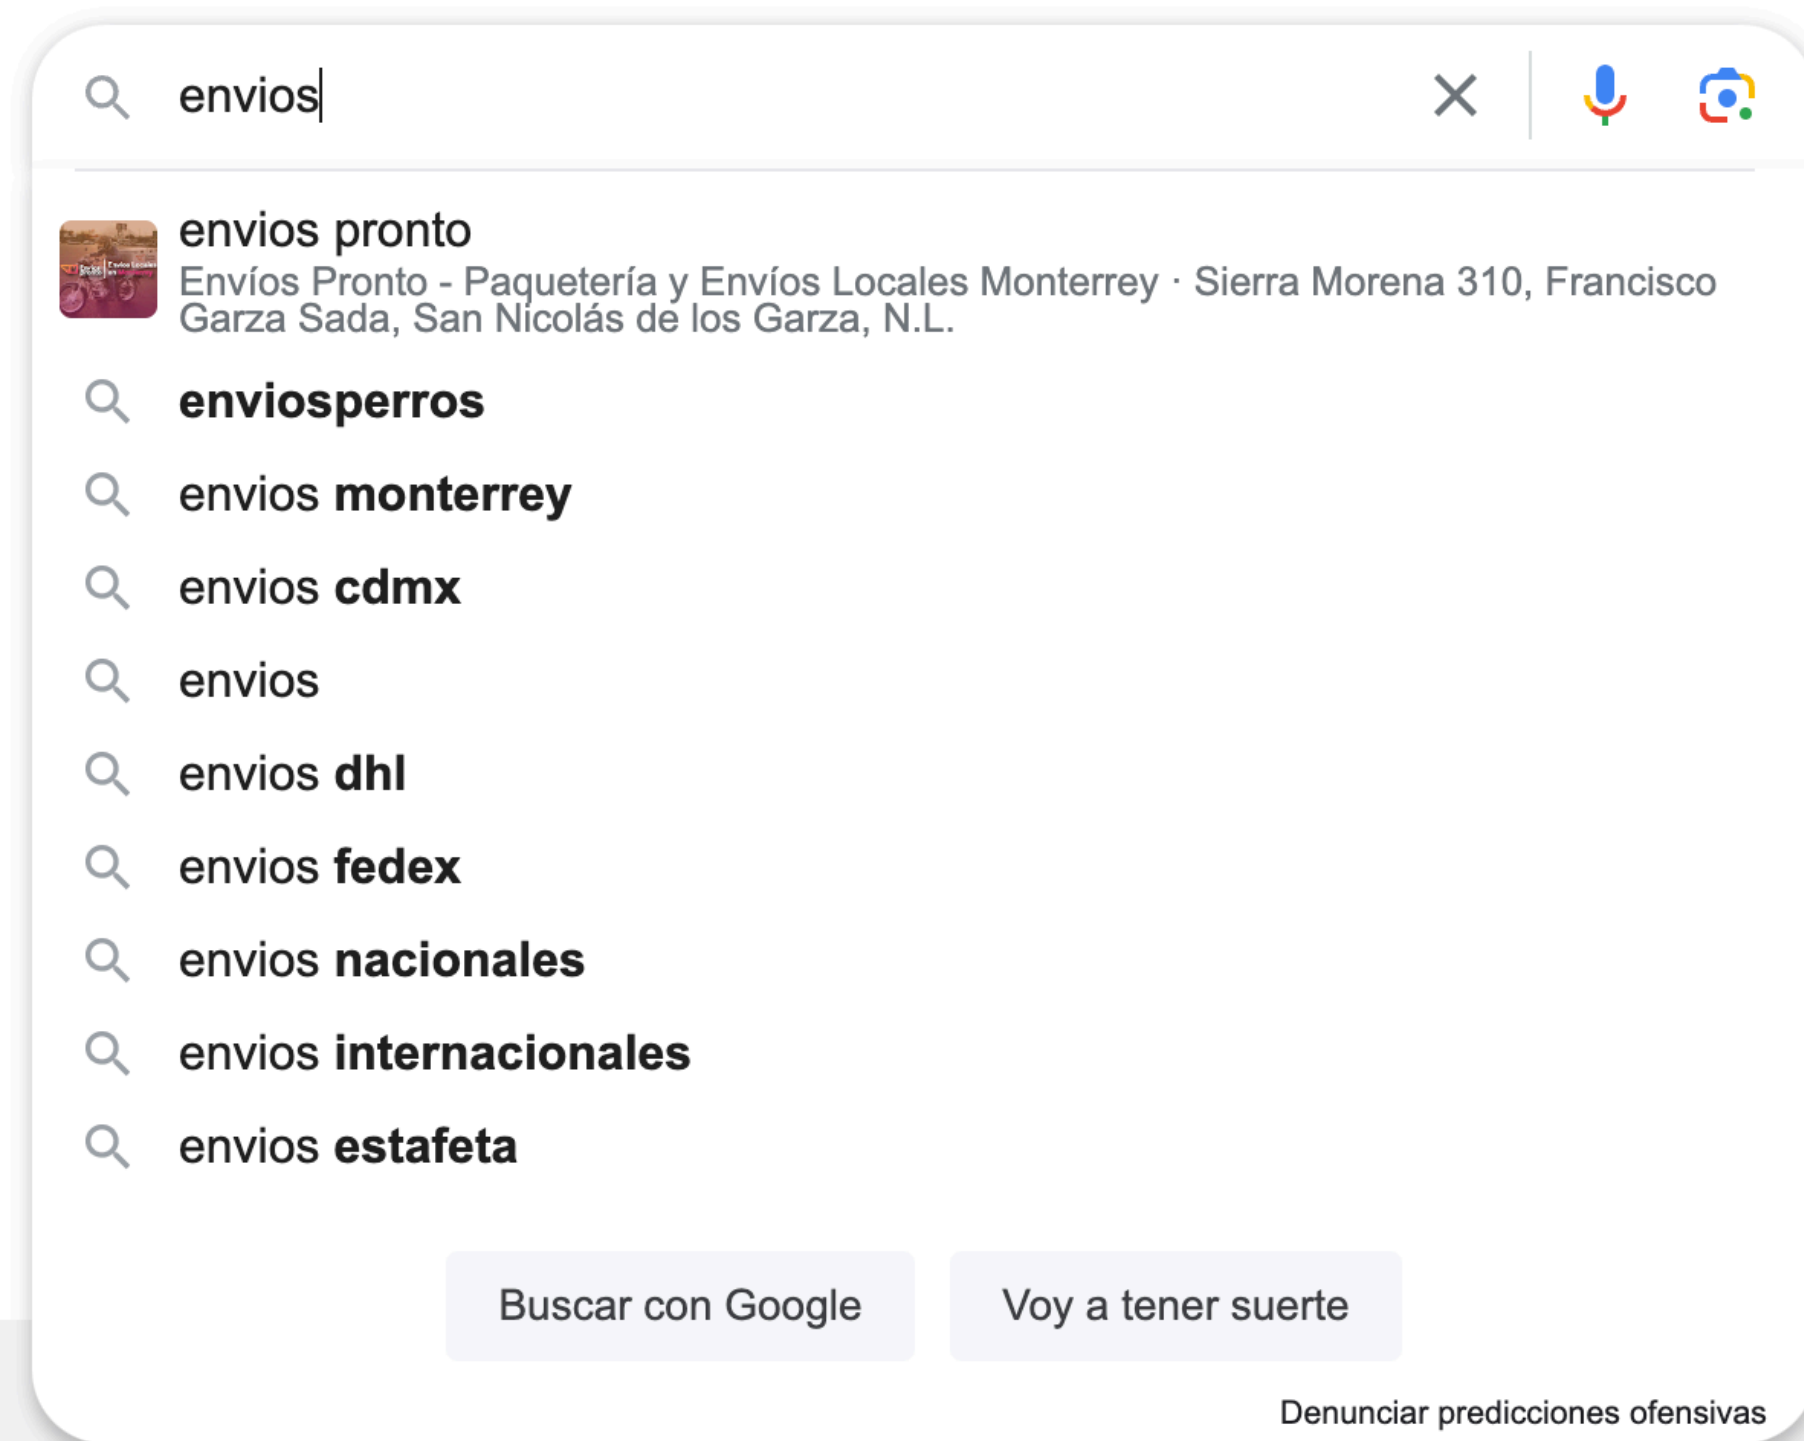 envios
envios pronto
Envíos Pronto - Paquetería y Envíos Locales Monterrey · Sierra Morena 310, Francisco
Garza Sada, San Nicolás de los Garza, N.L.
enviosperros
envios monterrey
envios cdmx
envios
envios dhl
envios fedex
envios nacionales
envios internacionales
envios estafeta
Buscar con Google
Voy a tener suerte
Denunciar predicciones ofensivas